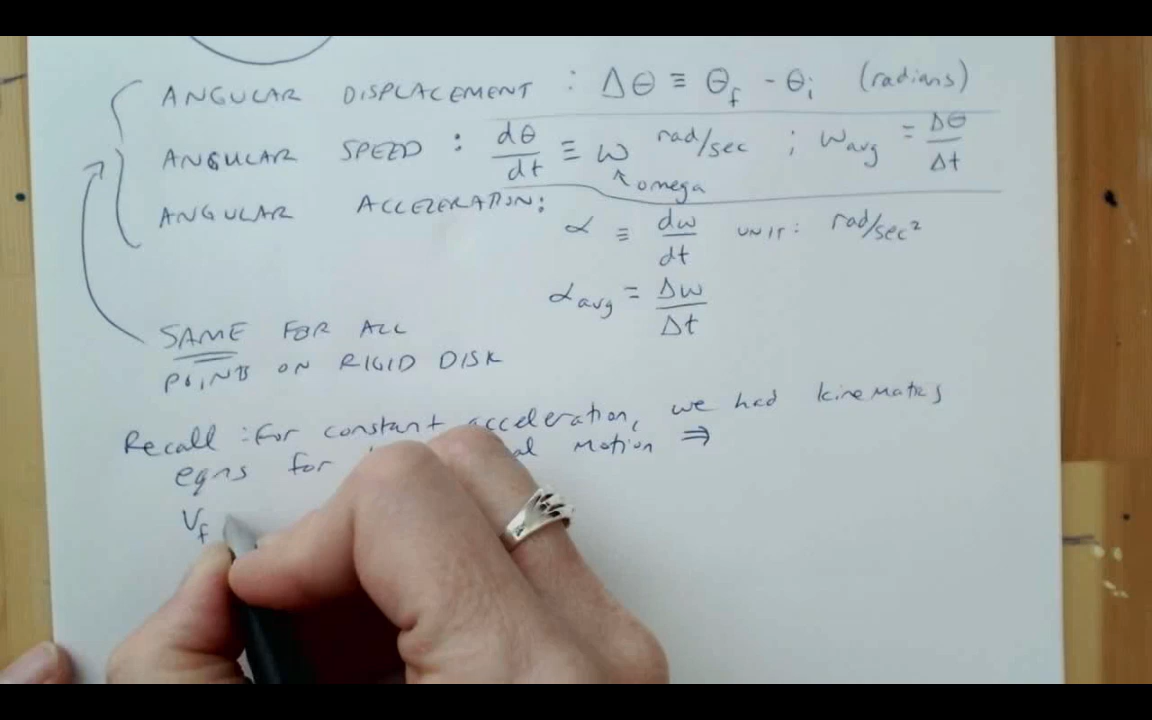 ANGULAR DISPLACEMENT : Δθ ≡ θf - θi (radians)
ANGULAR SPEED : dθ/dt ≡ ω rad/sec ; ωavg = Δθ/Δt
omega
ANGULAR ACCELERATION: α ≡ dω/dt UNIT: rad/sec²
αavg = Δω/Δt
SAME FOR ALL
POINTS ON RIGID DISK
Recall : For constant acceleration, we had kinematics
eqns for motion ⇒
Vf